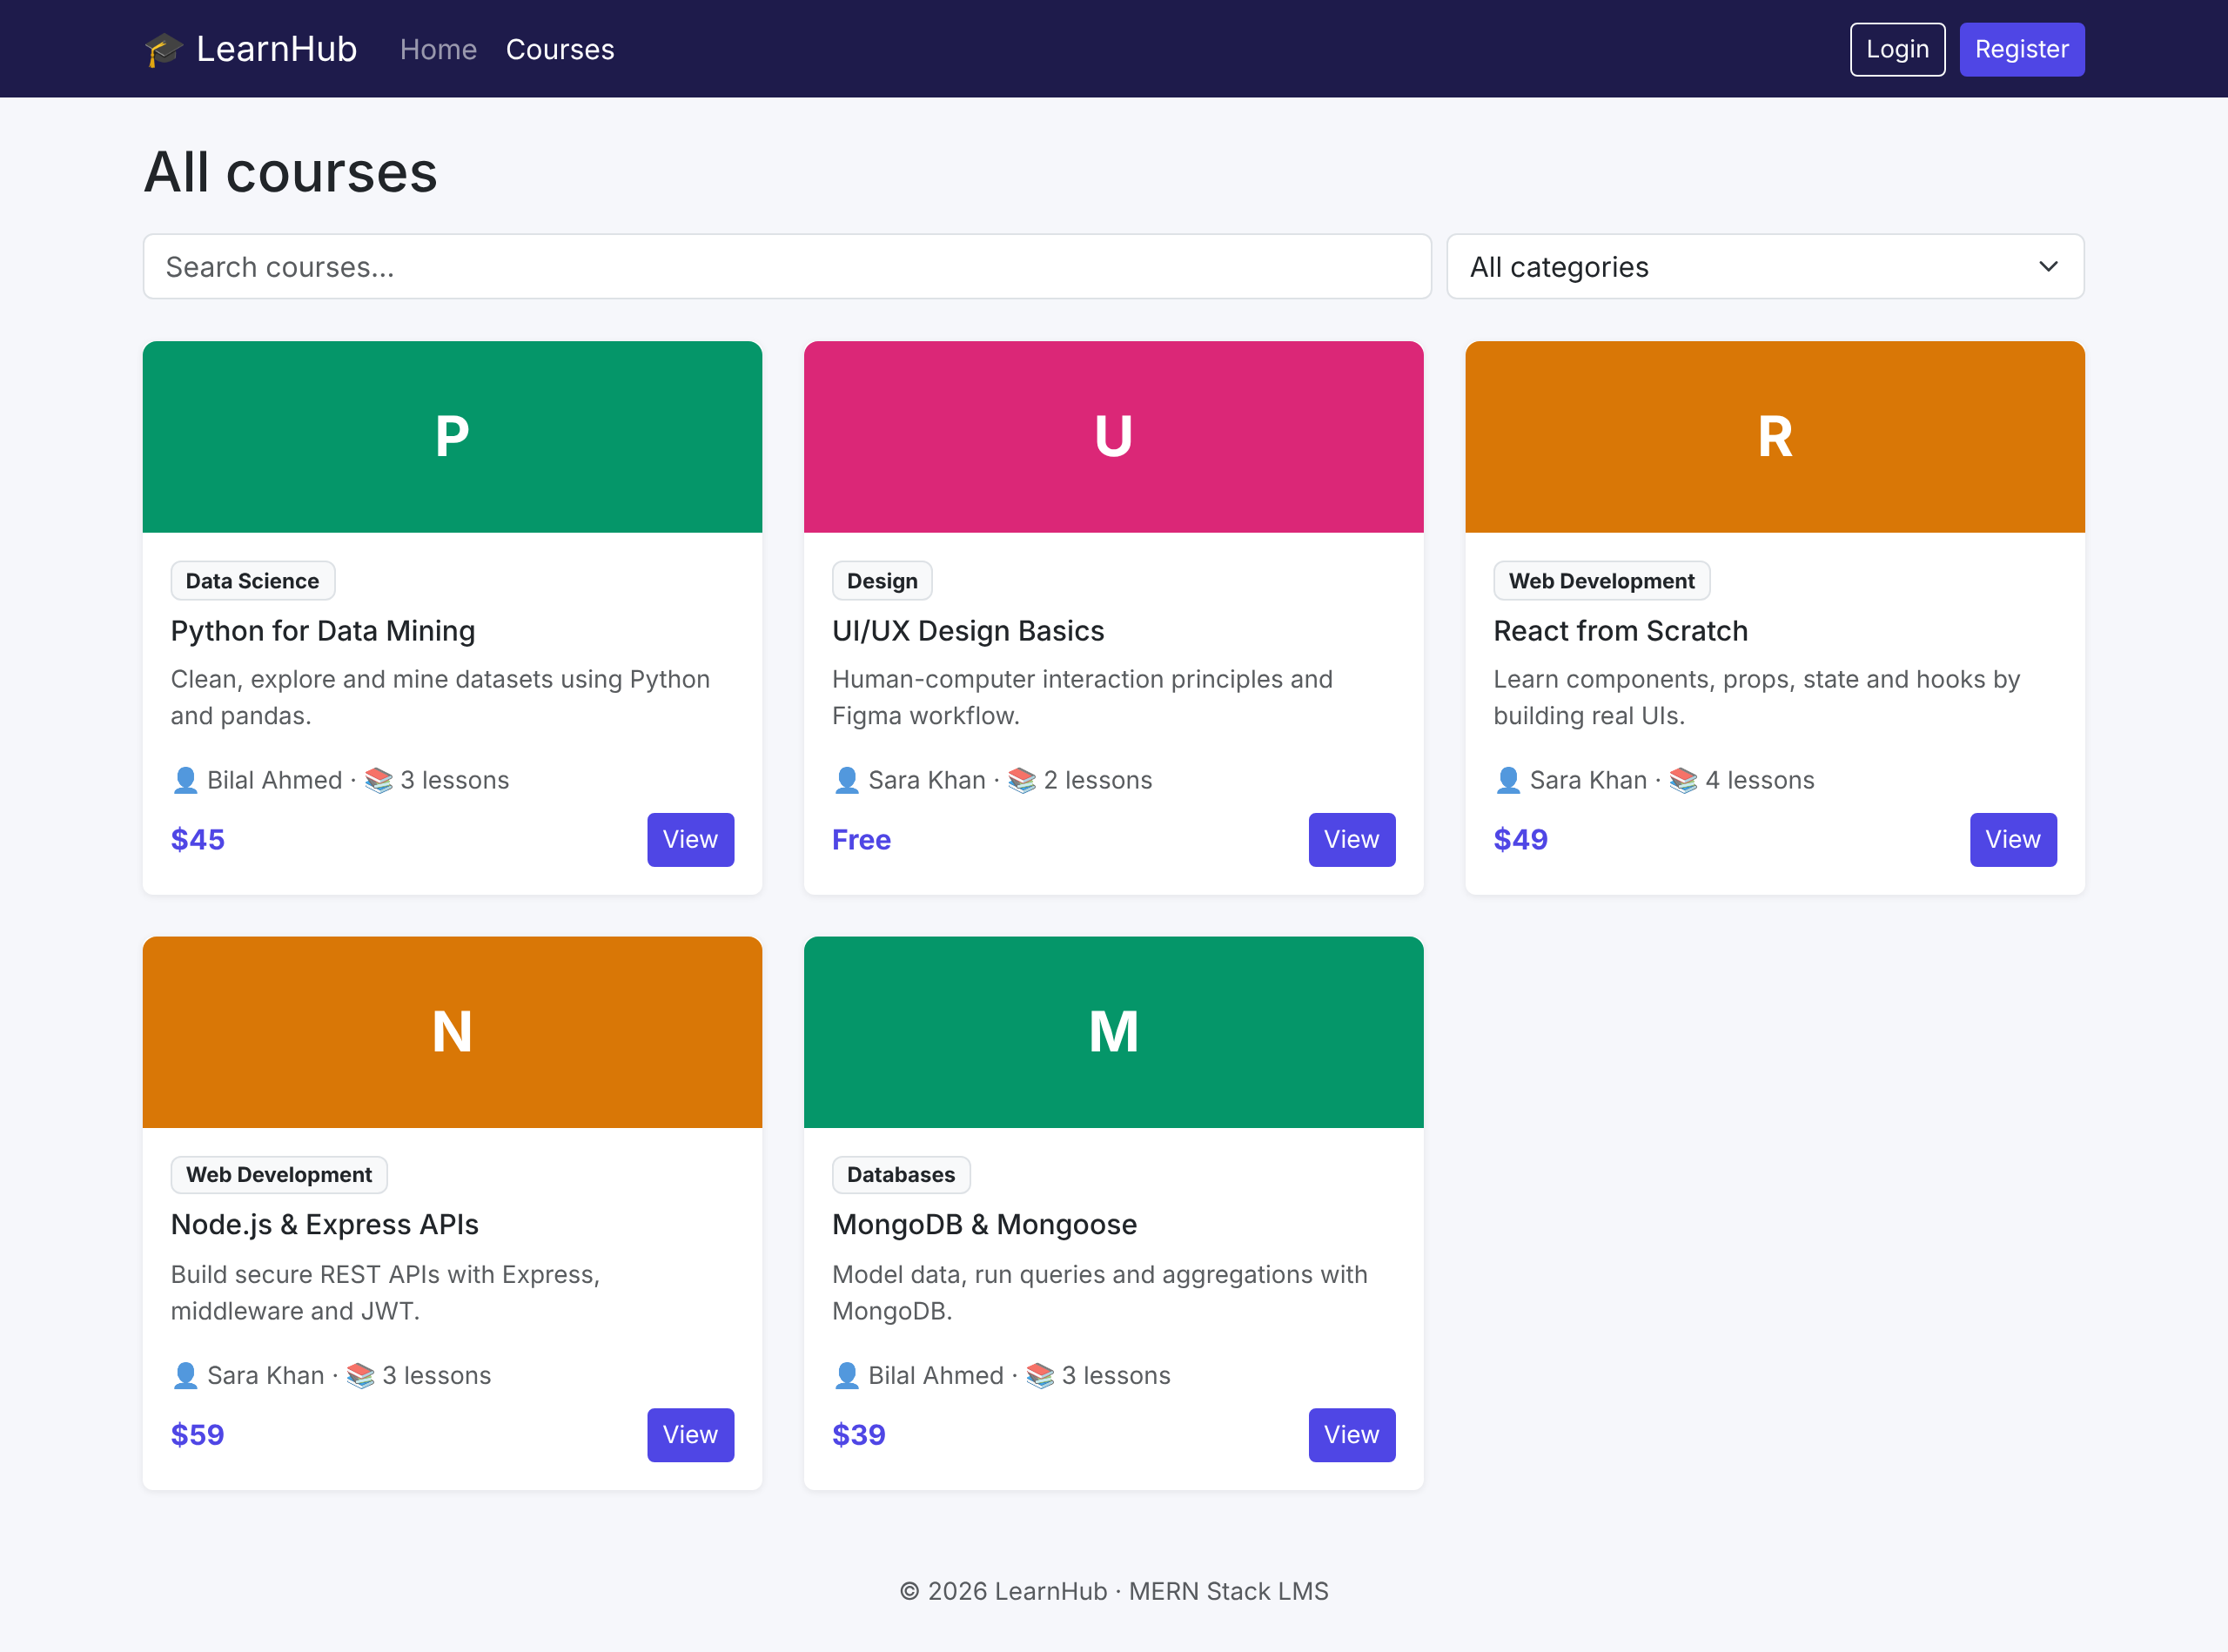 🎓 LearnHub Home Courses Login Register
All courses
Search courses...
All categories
P
Data Science
Python for Data Mining
Clean, explore and mine datasets using Python
and pandas.
👤 Bilal Ahmed · 📚 3 lessons
$45 View
U
Design
UI/UX Design Basics
Human-computer interaction principles and
Figma workflow.
👤 Sara Khan · 📚 2 lessons
Free View
R
Web Development
React from Scratch
Learn components, props, state and hooks by
building real UIs.
👤 Sara Khan · 📚 4 lessons
$49 View
N
Web Development
Node.js & Express APIs
Build secure REST APIs with Express,
middleware and JWT.
👤 Sara Khan · 📚 3 lessons
$59 View
M
Databases
MongoDB & Mongoose
Model data, run queries and aggregations with
MongoDB.
👤 Bilal Ahmed · 📚 3 lessons
$39 View
© 2026 LearnHub · MERN Stack LMS